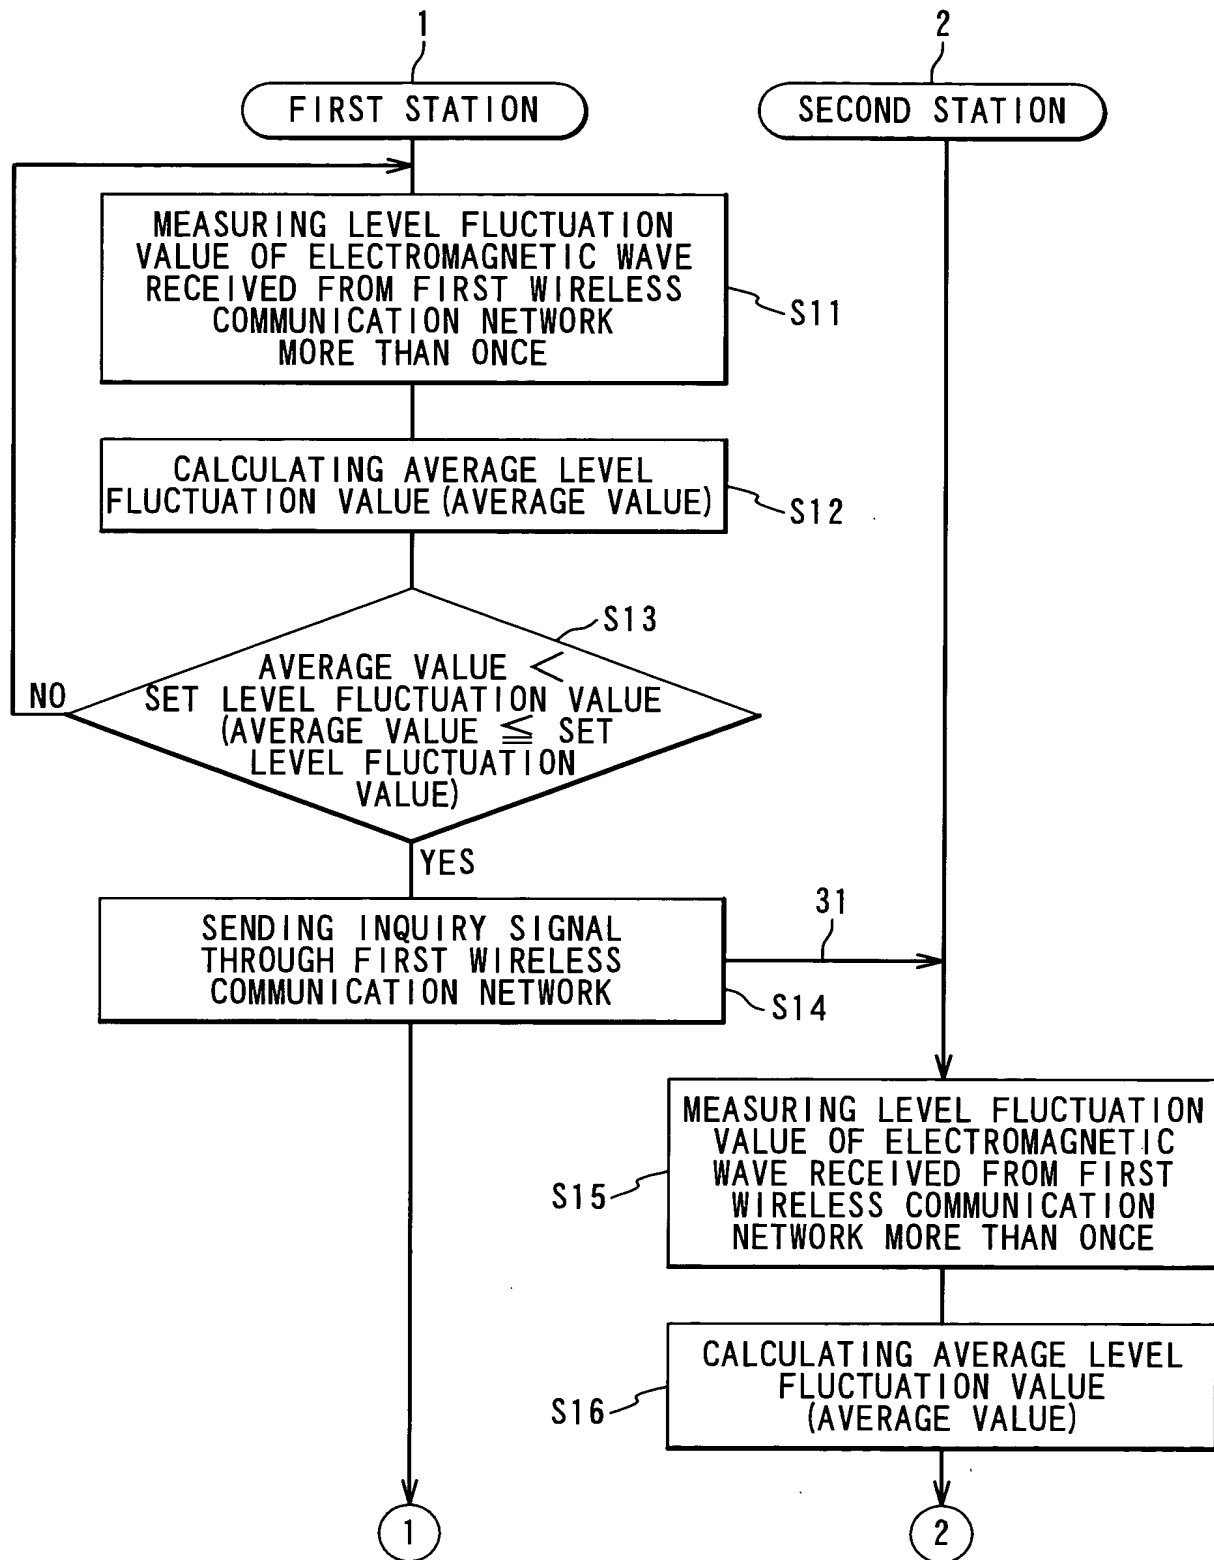 1
2
FIRST STATION
SECOND STATION
MEASURING LEVEL FLUCTUATION
VALUE OF ELECTROMAGNETIC WAVE
RECEIVED FROM FIRST WIRELESS
COMMUNICATION NETWORK
MORE THAN ONCE
S11
CALCULATING AVERAGE LEVEL
FLUCTUATION VALUE (AVERAGE VALUE)
S12
S13
AVERAGE VALUE <
SET LEVEL FLUCTUATION VALUE
(AVERAGE VALUE ≦ SET
LEVEL FLUCTUATION
VALUE)
NO
YES
SENDING INQUIRY SIGNAL
THROUGH FIRST WIRELESS
COMMUNICATION NETWORK
31
S14
MEASURING LEVEL FLUCTUATION
VALUE OF ELECTROMAGNETIC
WAVE RECEIVED FROM FIRST
WIRELESS COMMUNICATION
NETWORK MORE THAN ONCE
S15
CALCULATING AVERAGE LEVEL
FLUCTUATION VALUE
(AVERAGE VALUE)
S16
1
2